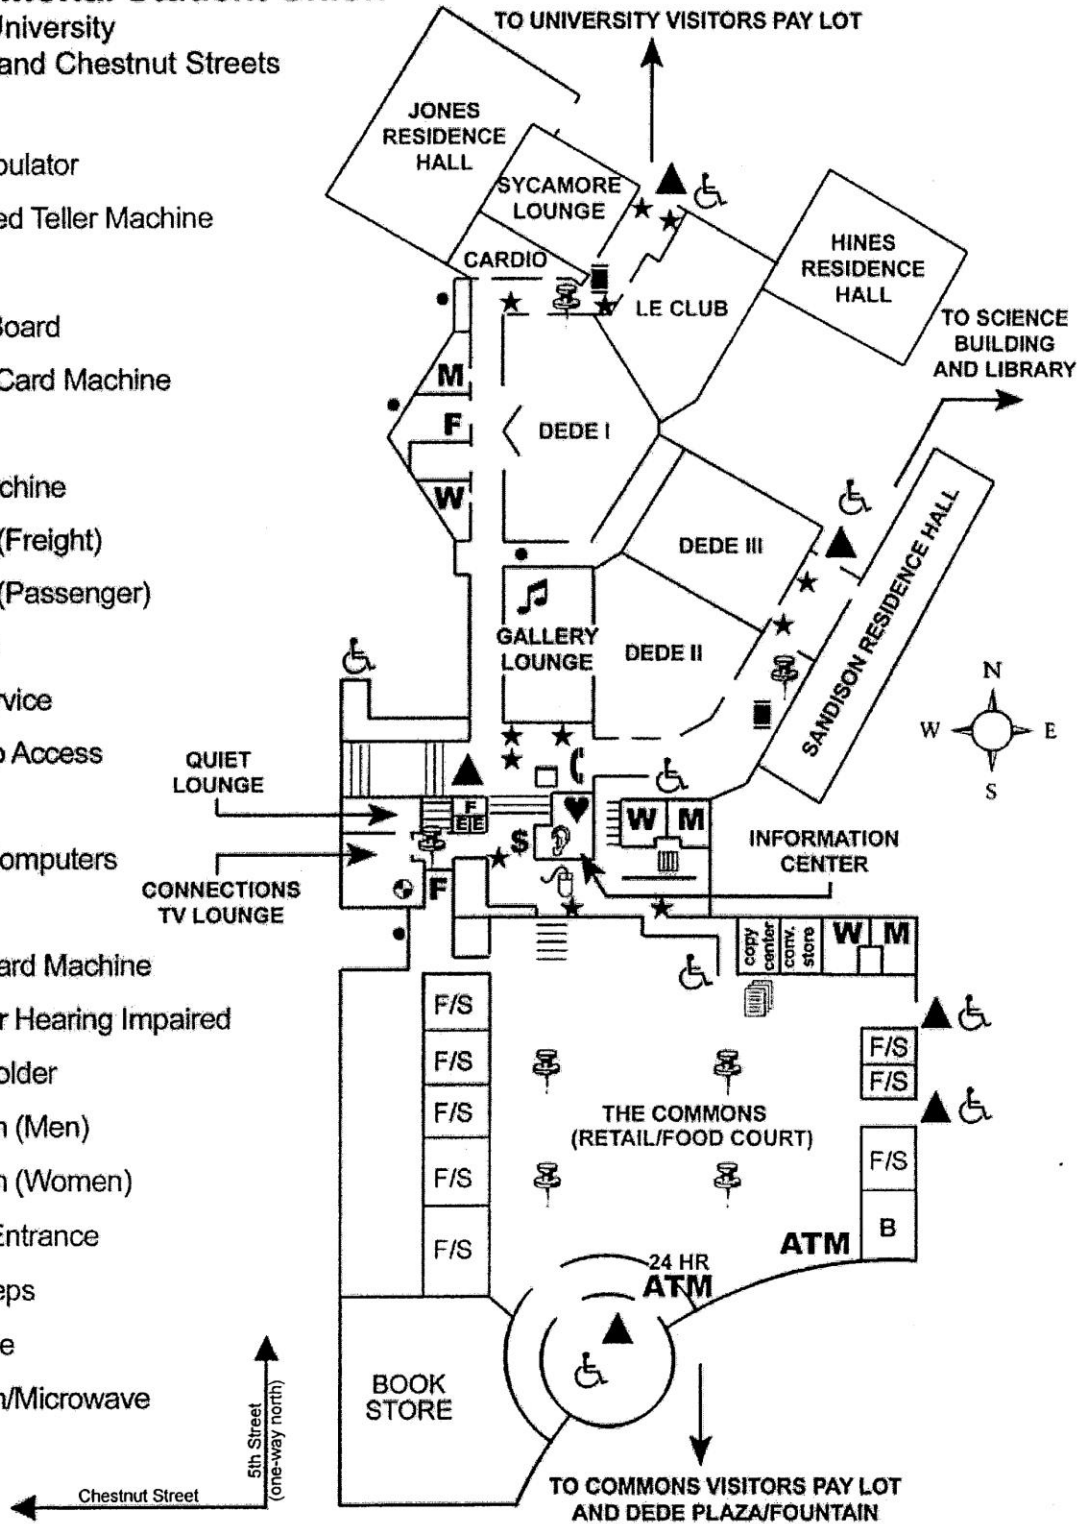 University
and Chestnut Streets
ed Teller Machine
Board
Card Machine
chine
(Freight)
(Passenger)
vice
Access
omputers
ard Machine
r Hearing Impaired
older
(Men)
(Women)
Entrance
eps
e
n/Microwave
TO UNIVERSITY VISITORS PAY LOT
JONES
RESIDENCE
HALL
SYCAMORE
LOUNGE
CARDIO
HINES
RESIDENCE
HALL
LE CLUB
TO SCIENCE
BUILDING
AND LIBRARY
M
F
W
DEDE I
DEDE III
SANDISON RESIDENCE HALL
GALLERY
LOUNGE
DEDE II
N
W E
S
QUIET
LOUNGE
F
E E
$
W M
INFORMATION
CENTER
CONNECTIONS
TV LOUNGE
F
copy
center
conv.
store
W M
F/S
F/S
F/S
F/S
F/S
F/S
F/S
F/S
B
THE COMMONS
(RETAIL/FOOD COURT)
ATM
24 HR
ATM
BOOK
STORE
5th Street
(one-way north)
Chestnut Street
TO COMMONS VISITORS PAY LOT
AND DEDE PLAZA/FOUNTAIN